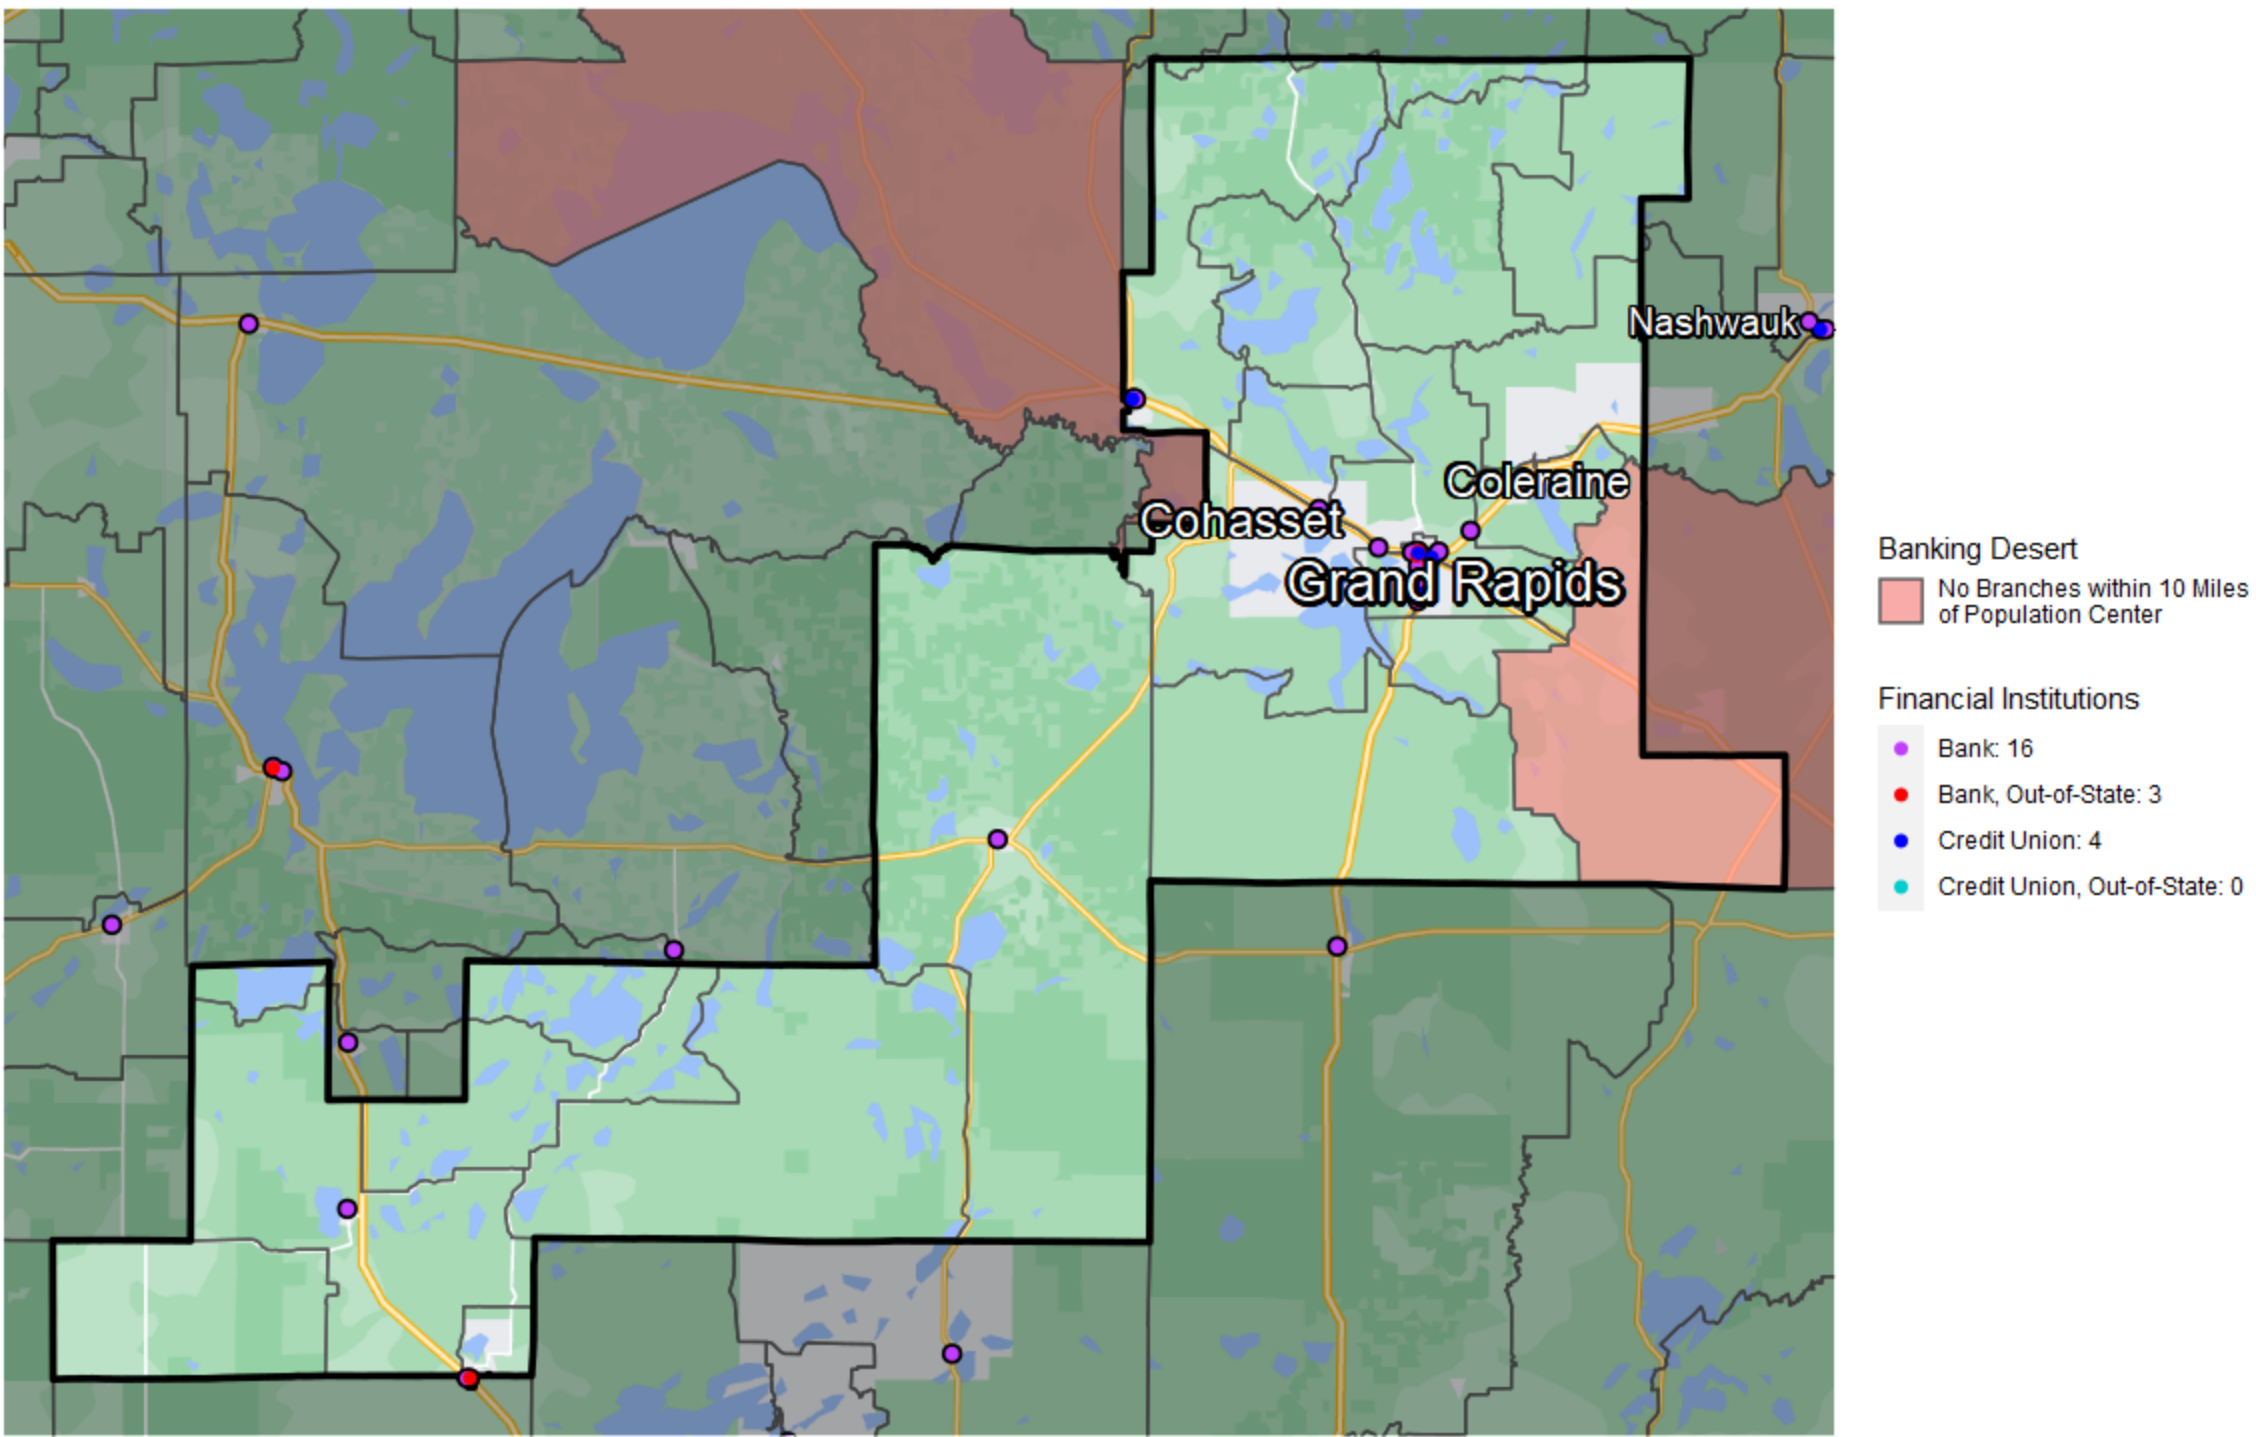 Nashwauk
Coleraine
Cohasset
Grand Rapids
Banking Desert
No Branches within 10 Miles
of Population Center
Financial Institutions
Bank: 16
Bank, Out-of-State: 3
Credit Union: 4
Credit Union, Out-of-State: 0